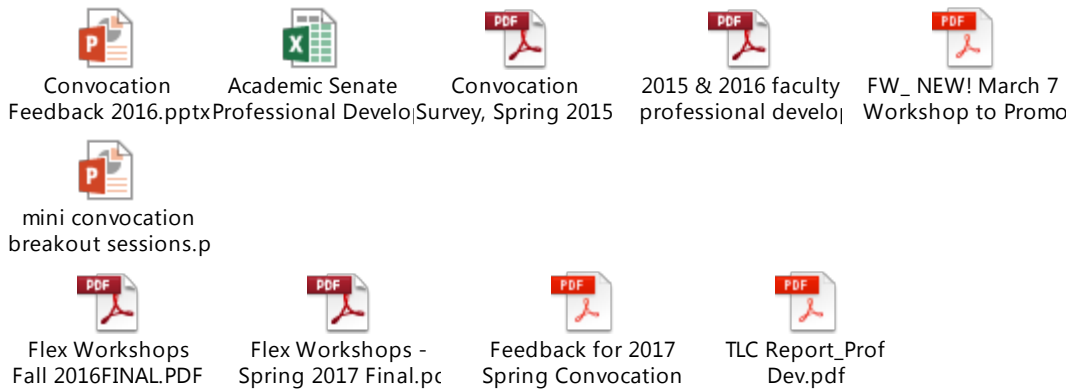 P X PDF PDF PDF
Convocation Academic Senate Convocation 2015 & 2016 faculty FW_ NEW! March 7
Feedback 2016.pptx Professional Develo Survey, Spring 2015 professional develo Workshop to Promo
P
mini convocation
breakout sessions.p
PDF PDF PDF PDF
Flex Workshops Flex Workshops - Feedback for 2017 TLC Report_Prof
Fall 2016FINAL.PDF Spring 2017 Final.pd Spring Convocation Dev.pdf